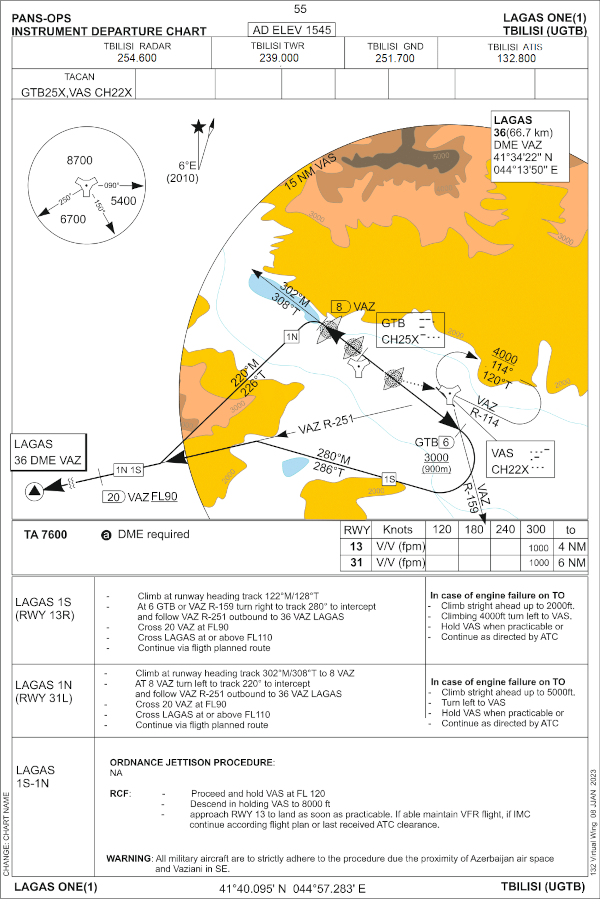 55
PANS-OPS
INSTRUMENT DEPARTURE CHART
AD ELEV 1545
LAGAS ONE(1)
TBILISI (UGTB)
TBILISI RADAR
254.600
TBILISI TWR
239.000
TBILISI GND
251.700
TBILISI ATIS
132.800
TACAN
GTB25X,VAS CH22X
LAGAS
36(66.7 km)
DME VAZ
41°34'22'' N
044°13'50'' E
6°E
(2010)
8700
090°
5400
250°
150°
6700
15 NM VAS
5000
3000
3000
2000
2000
3000
2000
2000
302°M
308°T
8 VAZ
GTB
CH25X
1N
4000
114°
120°T
VAZ
R-114
220°M
226°T
VAZ R-251
GTB 6
3000
(900m)
VAS
CH22X
LAGAS
36 DME VAZ
280°M
286°T
1N 1S
1S
20 VAZ FL90
VAZ
R-159
TA 7600
a DME required
RWY Knots 120 180 240 300 to
13 V/V (fpm) 1000 4 NM
31 V/V (fpm) 1000 6 NM
LAGAS 1S
(RWY 13R)
- Climb at runway heading track 122°M/128°T
- At 6 GTB or VAZ R-159 turn right to track 280° to intercept
and follow VAZ R-251 outbound to 36 VAZ LAGAS
- Cross 20 VAZ at FL90
- Cross LAGAS at or above FL110
- Continue via fligth planned route
In case of engine failure on TO
- Climb stright ahead up to 2000ft.
- Climbing 4000ft turn left to VAS.
- Hold VAS when practicable or
- Continue as directed by ATC
LAGAS 1N
(RWY 31L)
- Climb at runway heading track 302°M/308"T to 8 VAZ
- AT 8 VAZ turn left to track 220° to intercept
and follow VAZ R-251 outbound to 36 VAZ LAGAS
- Cross 20 VAZ at FL90
- Cross LAGAS at or above FL110
- Continue via fligth planned route
In case of engine failure on TO
- Climb stright ahead up to 5000ft.
- Turn left to VAS
- Hold VAS when practicable or
- Continue as directed by ATC
LAGAS
1S-1N
ORDNANCE JETTISON PROCEDURE:
NA
RCF: - Proceed and hold VAS at FL 120
- Descend in holding VAS to 8000 ft
- approach RWY 13 to land as soon as practicable. If able maintain VFR flight, if IMC
continue according flight plan or last received ATC clearance.
WARNING: All military aircraft are to strictly adhere to the procedure due the proximity of Azerbaijan air space
and Vaziani in SE.
CHANGE: CHART NAME
132 Virtual Wing 08 JJAN 2023
LAGAS ONE(1)
41°40.095' N 044°57.283' E
TBILISI (UGTB)